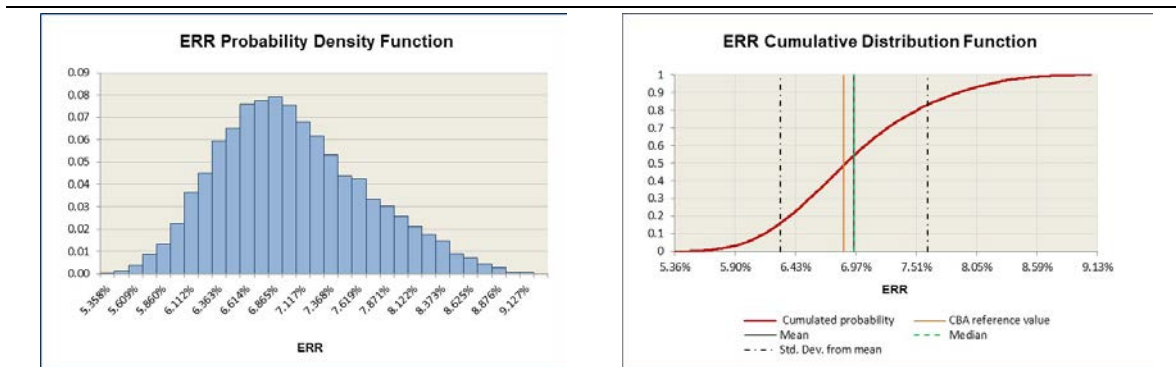 ERR Probability Density Function
0.09
0.08
0.07
0.06
0.05
0.04
0.03
0.02
0.01
0.00
5.358% 5.609% 5.860% 6.112% 6.363% 6.614% 6.865% 7.117% 7.368% 7.619% 7.871% 8.122% 8.373% 8.625% 8.876% 9.127%
ERR
ERR Cumulative Distribution Function
1
0.9
0.8
0.7
0.6
0.5
0.4
0.3
0.2
0.1
0
5.36% 5.90% 6.43% 6.97% 7.51% 8.05% 8.59% 9.13%
ERR
Cumulated probability CBA reference value
Mean Median
Std. Dev. from mean